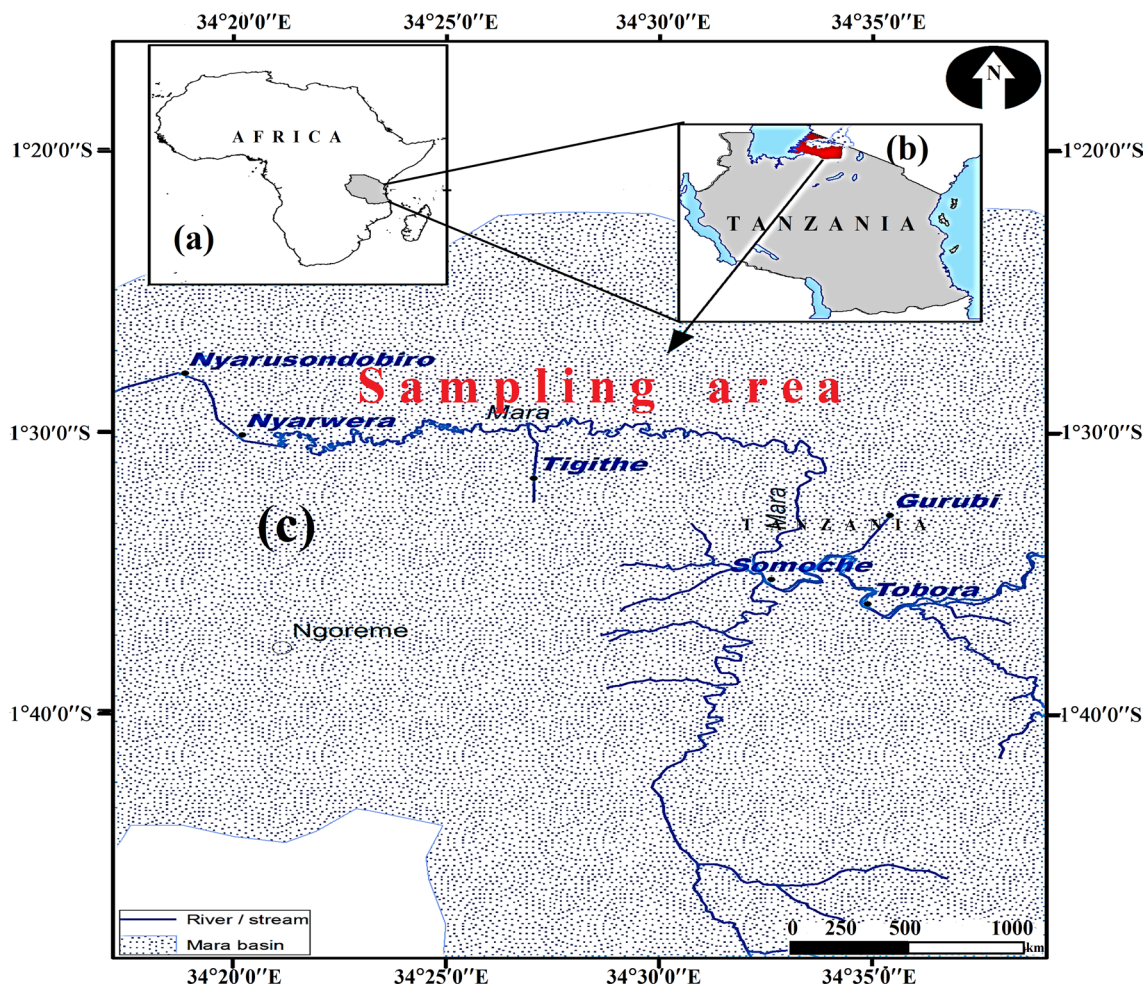 34°20′0′′E 34°25′0′′E 34°30′0′′E 34°35′0′′E
N
A F R I C A
(a)
(b)
T A N Z A N I A
1°20′0′′S 1°20′0′′S
Nyarusondobiro
Sampling area
Nyarwera
Mara
1°30′0′′S 1°30′0′′S
Tigithe
Mara
Gurubi
(c)
T A N Z A N I A
Somoche
Tobora
Ngoreme
1°40′0′′S 1°40′0′′S
River / stream
Mara basin
0 250 500 1000
km
34°20′0′′E 34°25′0′′E 34°30′0′′E 34°35′0′′E